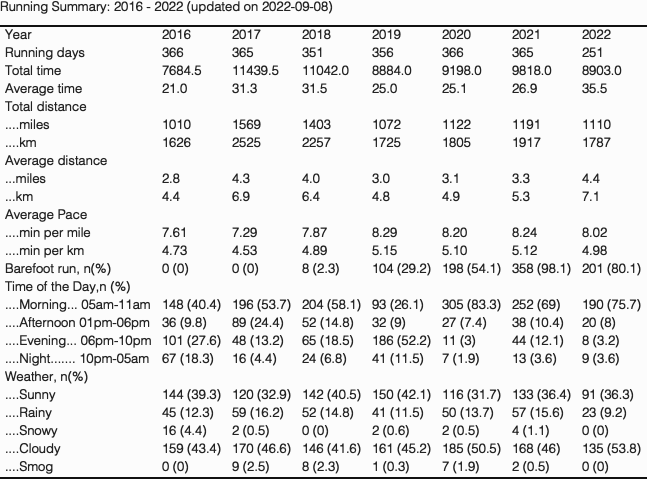 Running Summary: 2016 - 2022 (updated on 2022-09-08)
Year 2016 2017 2018 2019 2020 2021 2022
Running days 366 365 351 356 366 365 251
Total time 7684.5 11439.5 11042.0 8884.0 9198.0 9818.0 8903.0
Average time 21.0 31.3 31.5 25.0 25.1 26.9 35.5
Total distance
....miles 1010 1569 1403 1072 1122 1191 1110
....km 1626 2525 2257 1725 1805 1917 1787
Average distance
...miles 2.8 4.3 4.0 3.0 3.1 3.3 4.4
...km 4.4 6.9 6.4 4.8 4.9 5.3 7.1
Average Pace
....min per mile 7.61 7.29 7.87 8.29 8.20 8.24 8.02
....min per km 4.73 4.53 4.89 5.15 5.10 5.12 4.98
Barefoot run, n(%) 0 (0) 0 (0) 8 (2.3) 104 (29.2) 198 (54.1) 358 (98.1) 201 (80.1)
Time of the Day,n (%)
....Morning... 05am-11am 148 (40.4) 196 (53.7) 204 (58.1) 93 (26.1) 305 (83.3) 252 (69) 190 (75.7)
....Afternoon 01pm-06pm 36 (9.8) 89 (24.4) 52 (14.8) 32 (9) 27 (7.4) 38 (10.4) 20 (8)
....Evening... 06pm-10pm 101 (27.6) 48 (13.2) 65 (18.5) 186 (52.2) 11 (3) 44 (12.1) 8 (3.2)
....Night....... 10pm-05am 67 (18.3) 16 (4.4) 24 (6.8) 41 (11.5) 7 (1.9) 13 (3.6) 9 (3.6)
Weather, n(%)
....Sunny 144 (39.3) 120 (32.9) 142 (40.5) 150 (42.1) 116 (31.7) 133 (36.4) 91 (36.3)
....Rainy 45 (12.3) 59 (16.2) 52 (14.8) 41 (11.5) 50 (13.7) 57 (15.6) 23 (9.2)
....Snowy 16 (4.4) 2 (0.5) 0 (0) 2 (0.6) 2 (0.5) 4 (1.1) 0 (0)
....Cloudy 159 (43.4) 170 (46.6) 146 (41.6) 161 (45.2) 185 (50.5) 168 (46) 135 (53.8)
....Smog 0 (0) 9 (2.5) 8 (2.3) 1 (0.3) 7 (1.9) 2 (0.5) 0 (0)